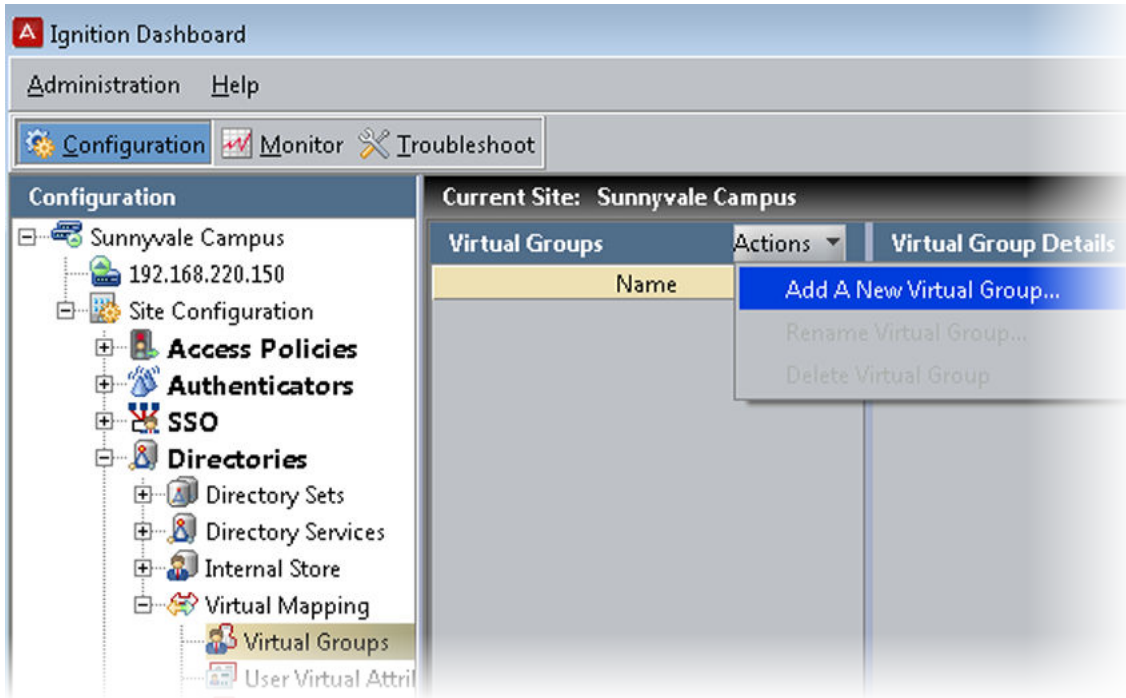 Ignition Dashboard
Administration Help
Configuration Monitor Troubleshoot
Configuration
Sunnyvale Campus
192.168.220.150
Site Configuration
Access Policies
Authenticators
SSO
Directories
Directory Sets
Directory Services
Internal Store
Virtual Mapping
Virtual Groups
User Virtual Attri
Current Site: Sunnyvale Campus
Virtual Groups Actions
Name
Add A New Virtual Group...
Rename Virtual Group...
Delete Virtual Group
Virtual Group Details